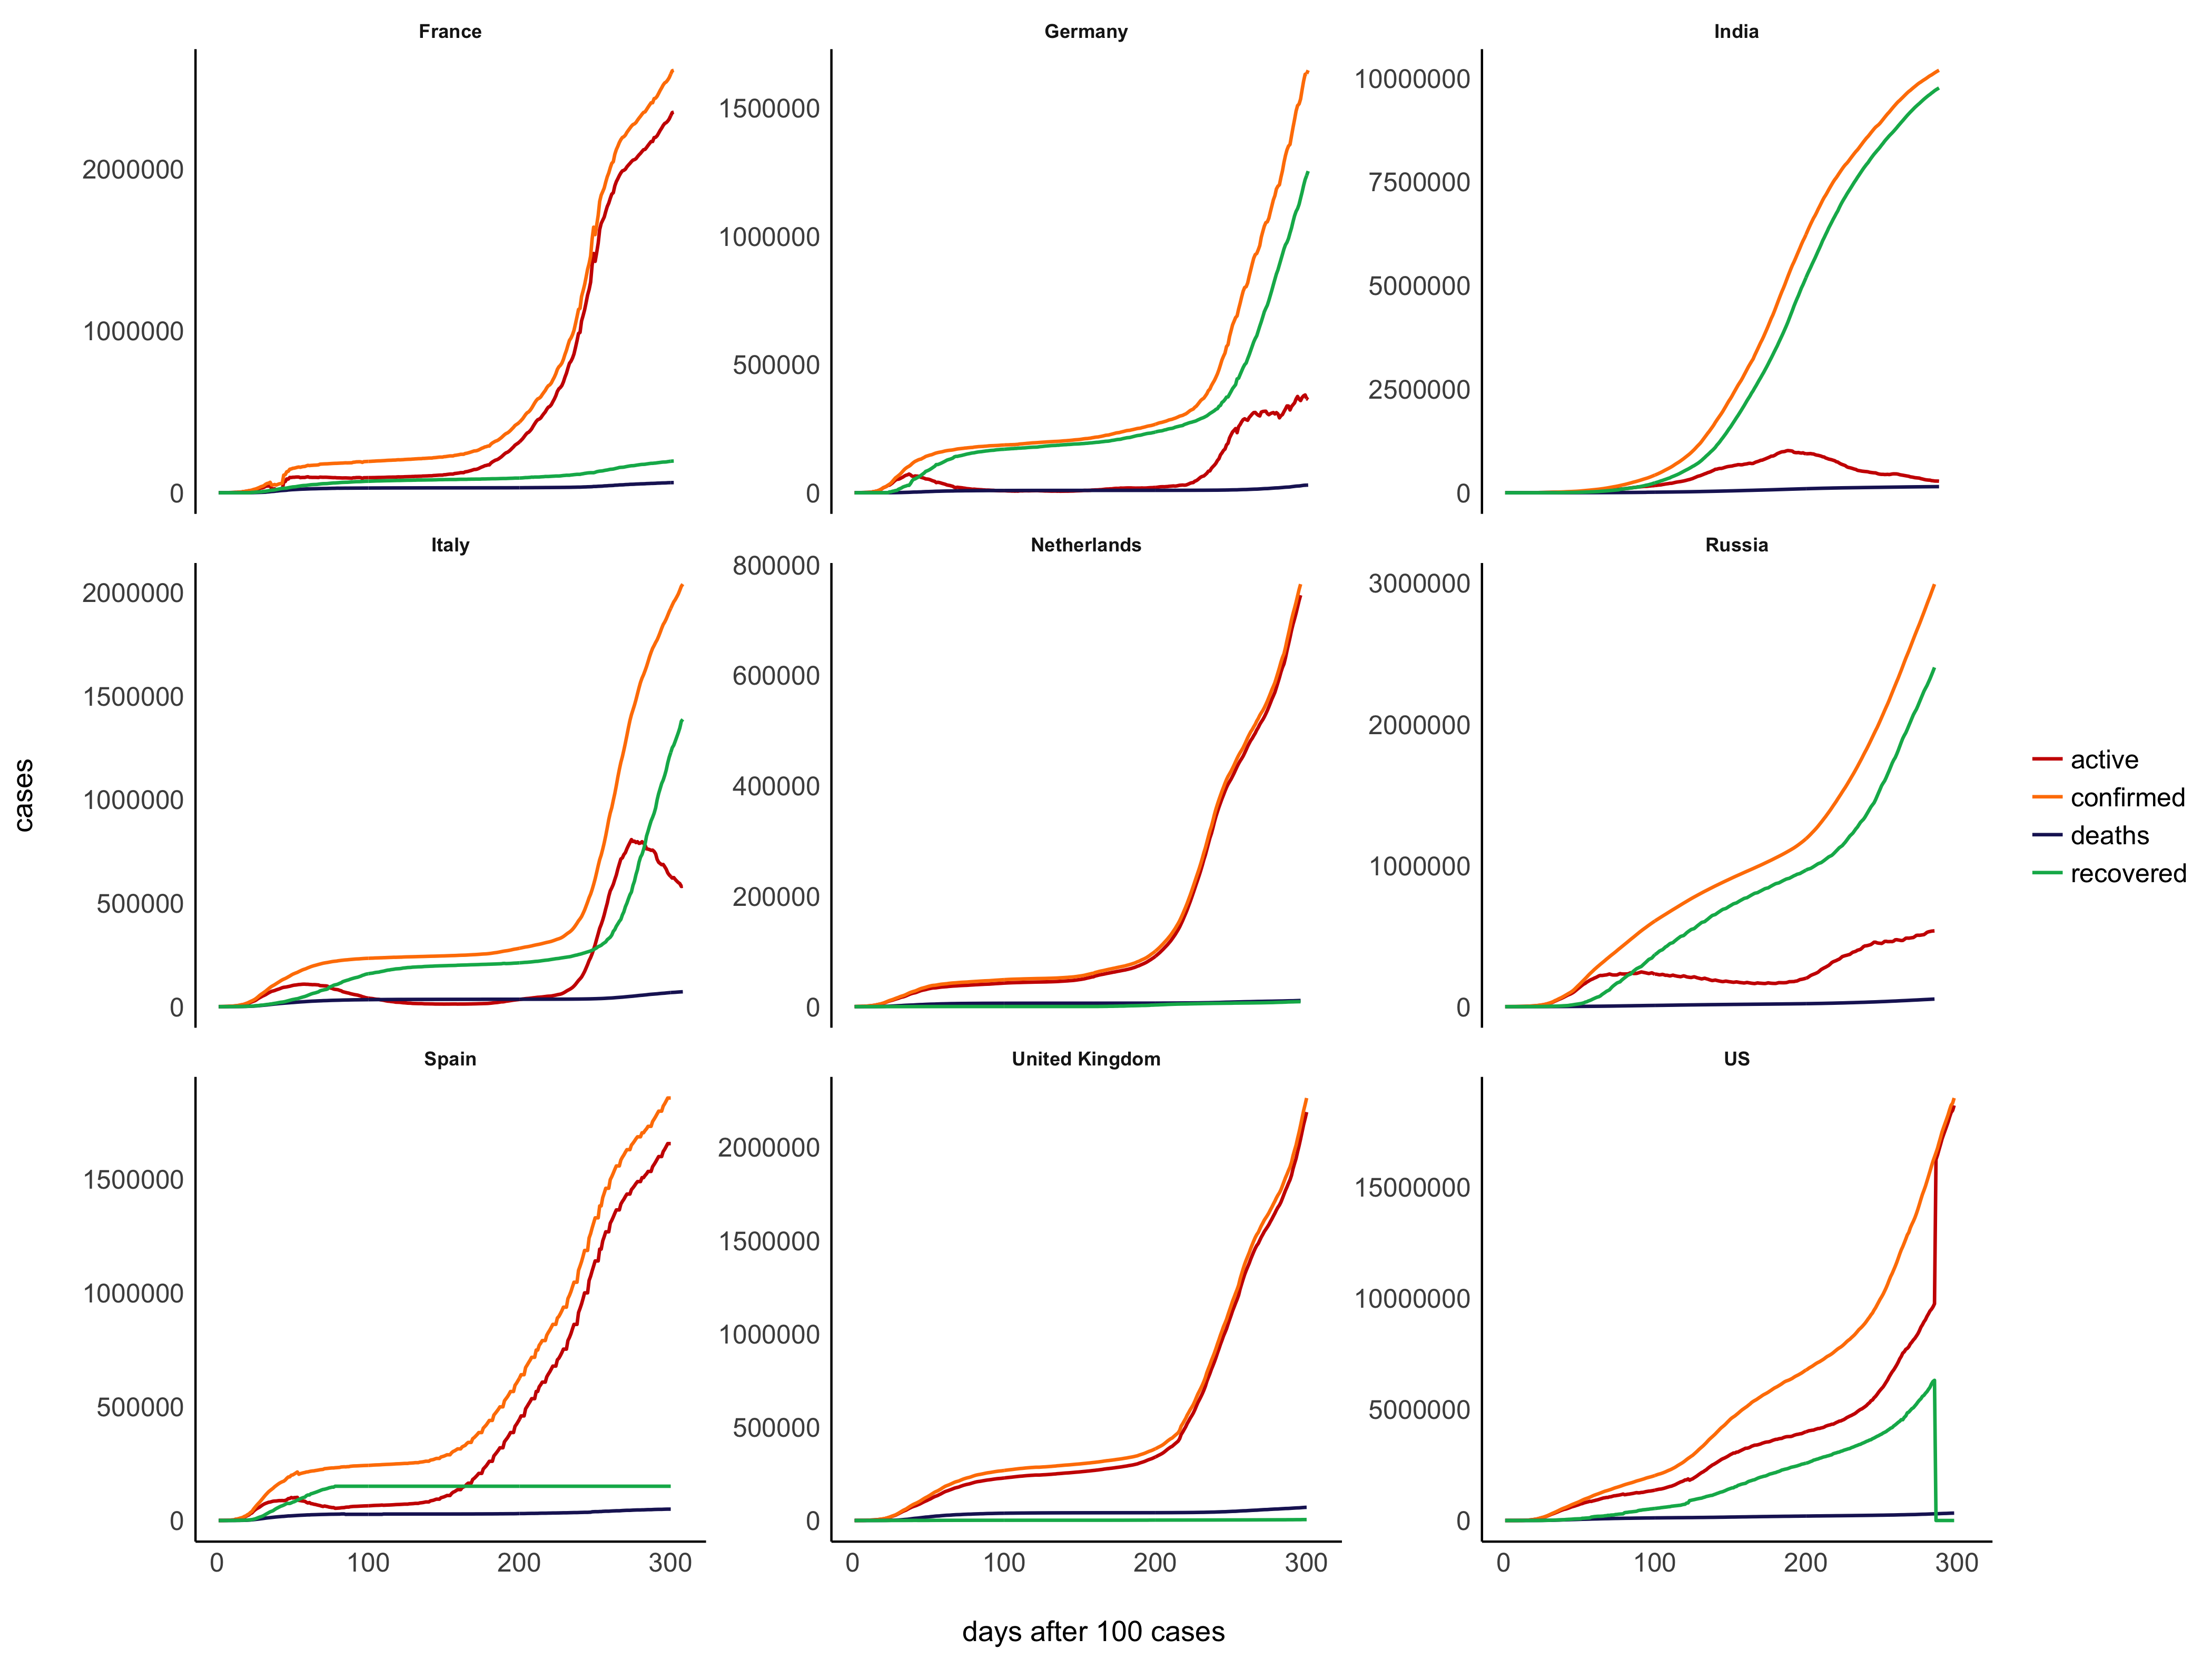 France
Germany
India
2000000
1000000
0
1500000
1000000
500000
0
10000000
7500000
5000000
2500000
0
Italy
Netherlands
Russia
2000000
1500000
1000000
500000
0
800000
600000
400000
200000
0
3000000
2000000
1000000
0
cases
active
confirmed
deaths
recovered
Spain
United Kingdom
US
1500000
1000000
500000
0
2000000
1500000
1000000
500000
0
15000000
10000000
5000000
0
0 100 200 300
0 100 200 300
0 100 200 300
days after 100 cases